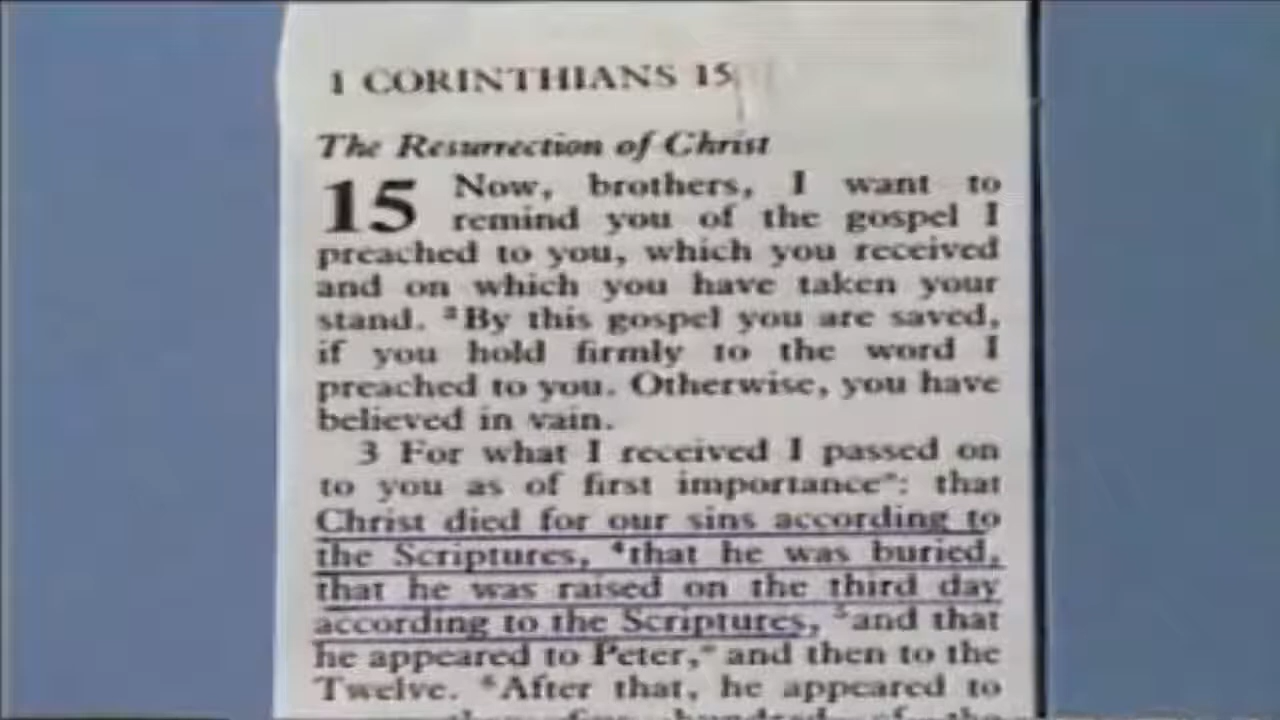 1 CORINTHIANS 15
The Resurrection of Christ
15 Now, brothers, I want to
remind you of the gospel I
preached to you, which you received
and on which you have taken your
stand. ²By this gospel you are saved,
if you hold firmly to the word I
preached to you. Otherwise, you have
believed in vain.
3 For what I received I passed on
to you as of first importance*: that
Christ died for our sins according to
the Scriptures, ⁴that he was buried,
that he was raised on the third day
according to the Scriptures, ⁵and that
he appeared to Peter,* and then to the
Twelve. ⁶After that, he appeared to